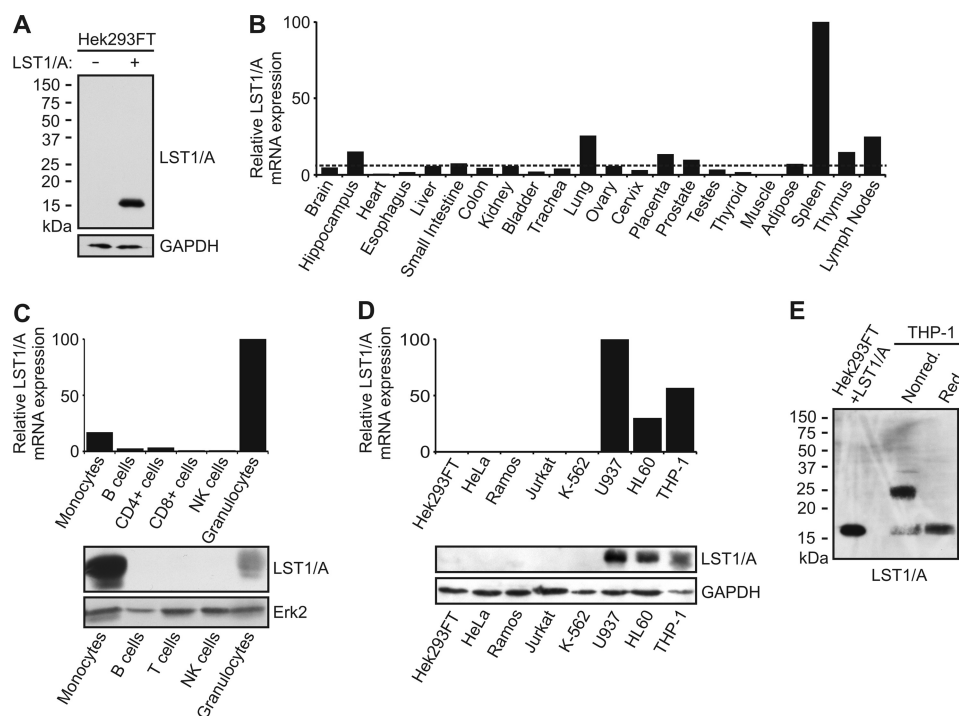 A
Hek293FT
LST1/A: – +
150
75
50
37
25
20
15
kDa
LST1/A
GAPDH
B
Relative LST1/A
mRNA expression
100
50
0
Brain
Hippocampus
Heart
Esophagus
Liver
Small Intestine
Colon
Kidney
Bladder
Trachea
Lung
Ovary
Cervix
Placenta
Prostate
Testes
Thyroid
Muscle
Adipose
Spleen
Thymus
Lymph Nodes
C
Relative LST1/A
mRNA expression
100
50
0
Monocytes
B cells
CD4+ cells
CD8+ cells
NK cells
Granulocytes
LST1/A
Erk2
Monocytes
B cells
T cells
NK cells
Granulocytes
D
Relative LST1/A
mRNA expression
100
50
0
Hek293FT
HeLa
Ramos
Jurkat
K-562
U937
HL60
THP-1
LST1/A
GAPDH
Hek293FT
HeLa
Ramos
Jurkat
K-562
U937
HL60
THP-1
E
Hek293FT
+LST1/A
THP-1
Nonred.
Red.
150
75
50
37
25
20
15
kDa
LST1/A